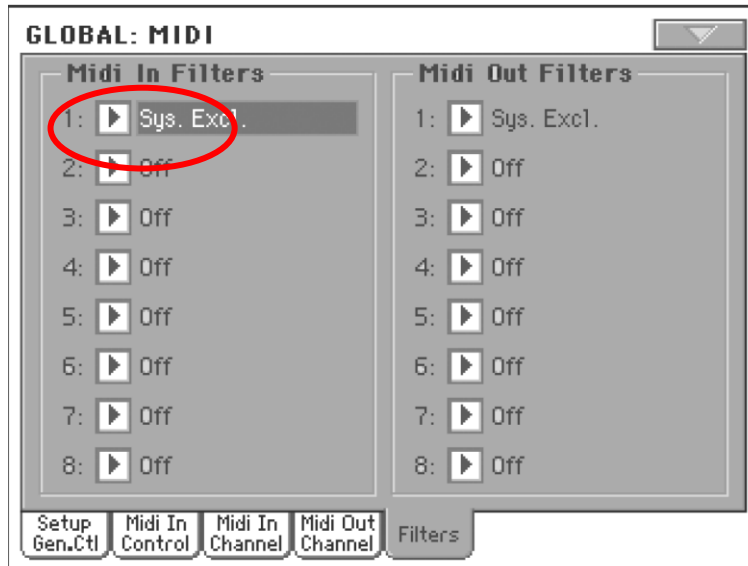 GLOBAL: MIDI
Midi In Filters
1: Sys. Excl.
2: Off
3: Off
4: Off
5: Off
6: Off
7: Off
8: Off
Midi Out Filters
1: Sys. Excl.
2: Off
3: Off
4: Off
5: Off
6: Off
7: Off
8: Off
Setup Gen.Ctl
Midi In Control
Midi In Channel
Midi Out Channel
Filters